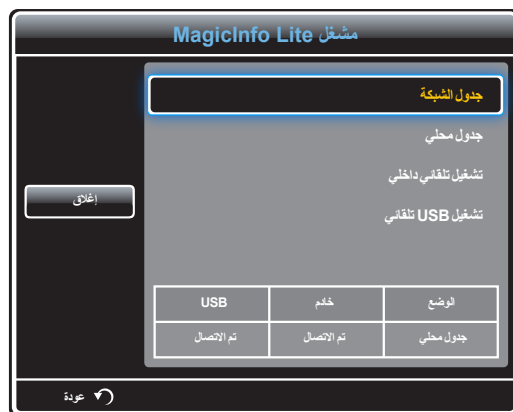 مشغل MagicInfo Lite
جدول الشبكة
جدول محلي
تشغيل تلقائي داخلي
تشغيل USB تلقائي
إغلاق
الوضع خادم USB
جدول محلي تم الاتصال تم الاتصال
عودة